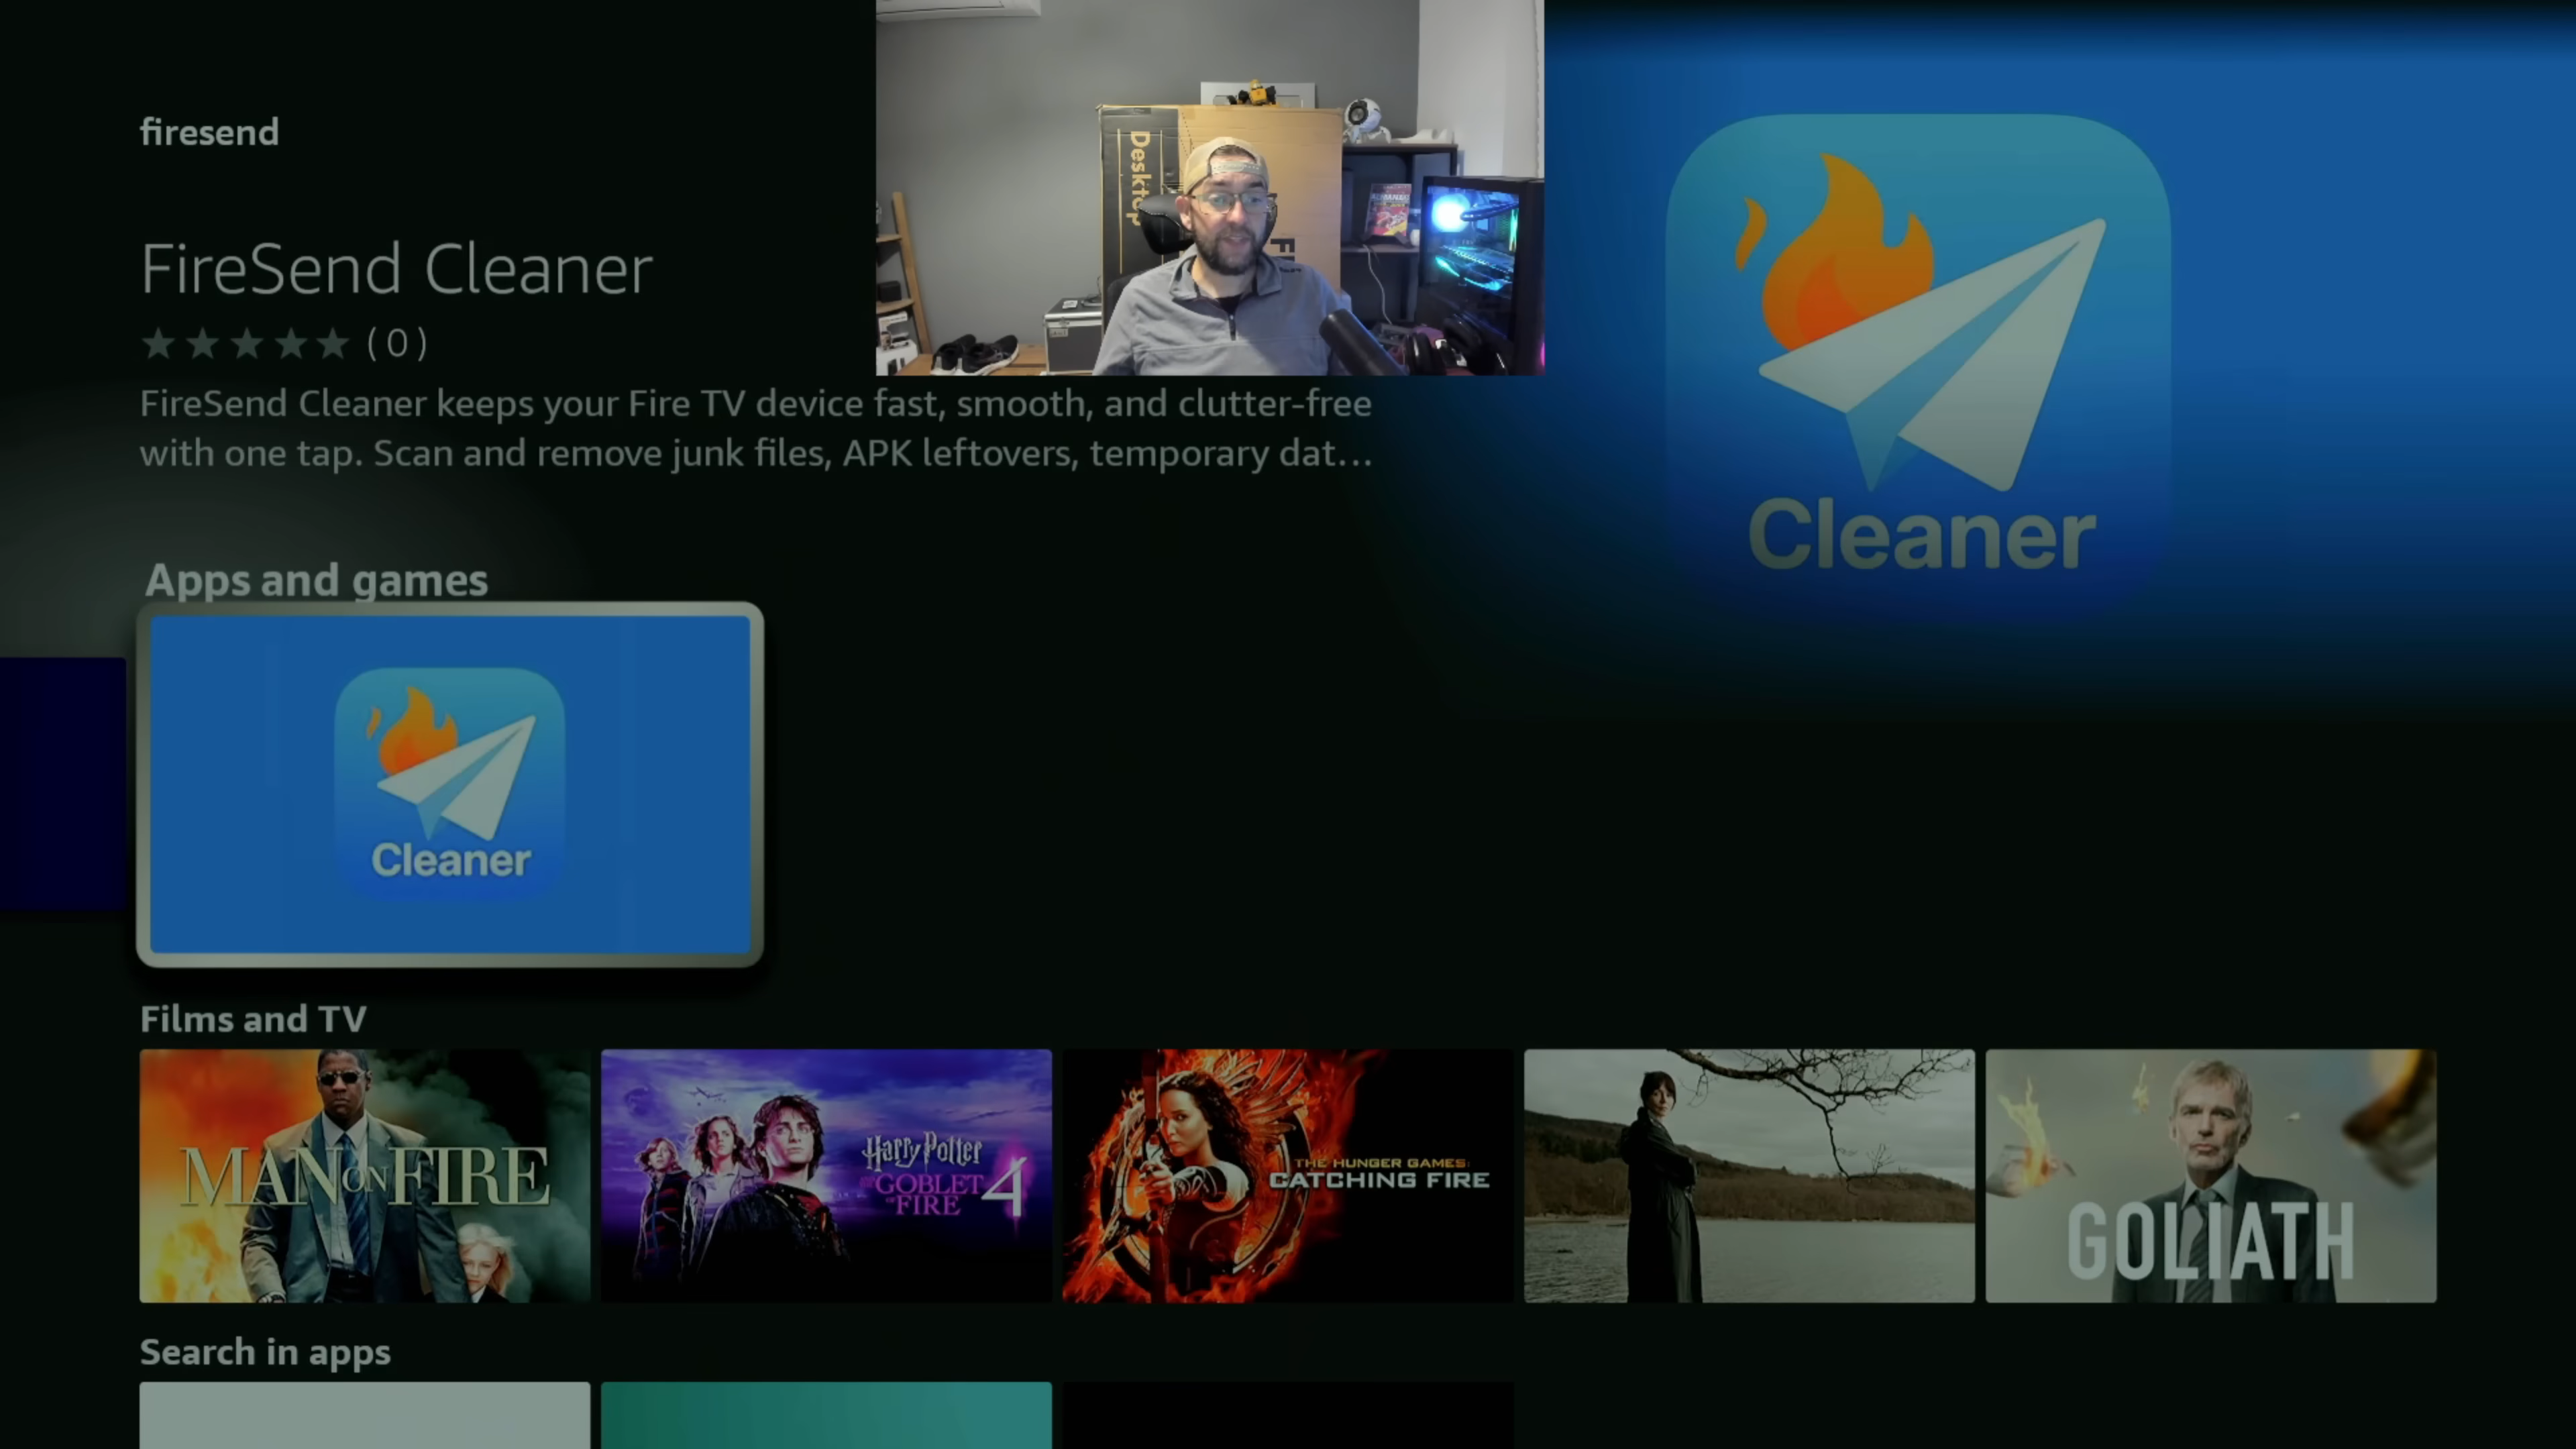 firesend
FireSend Cleaner
(0)
FireSend Cleaner keeps your Fire TV device fast, smooth, and clutter-free
with one tap. Scan and remove junk files, APK leftovers, temporary dat...
Desktop
Cleaner
Apps and games
Cleaner
Films and TV
MAN ON FIRE
Harry Potter
GOBLET
OF FIRE 4
THE HUNGER GAMES:
CATCHING FIRE
GOLIATH
Search in apps